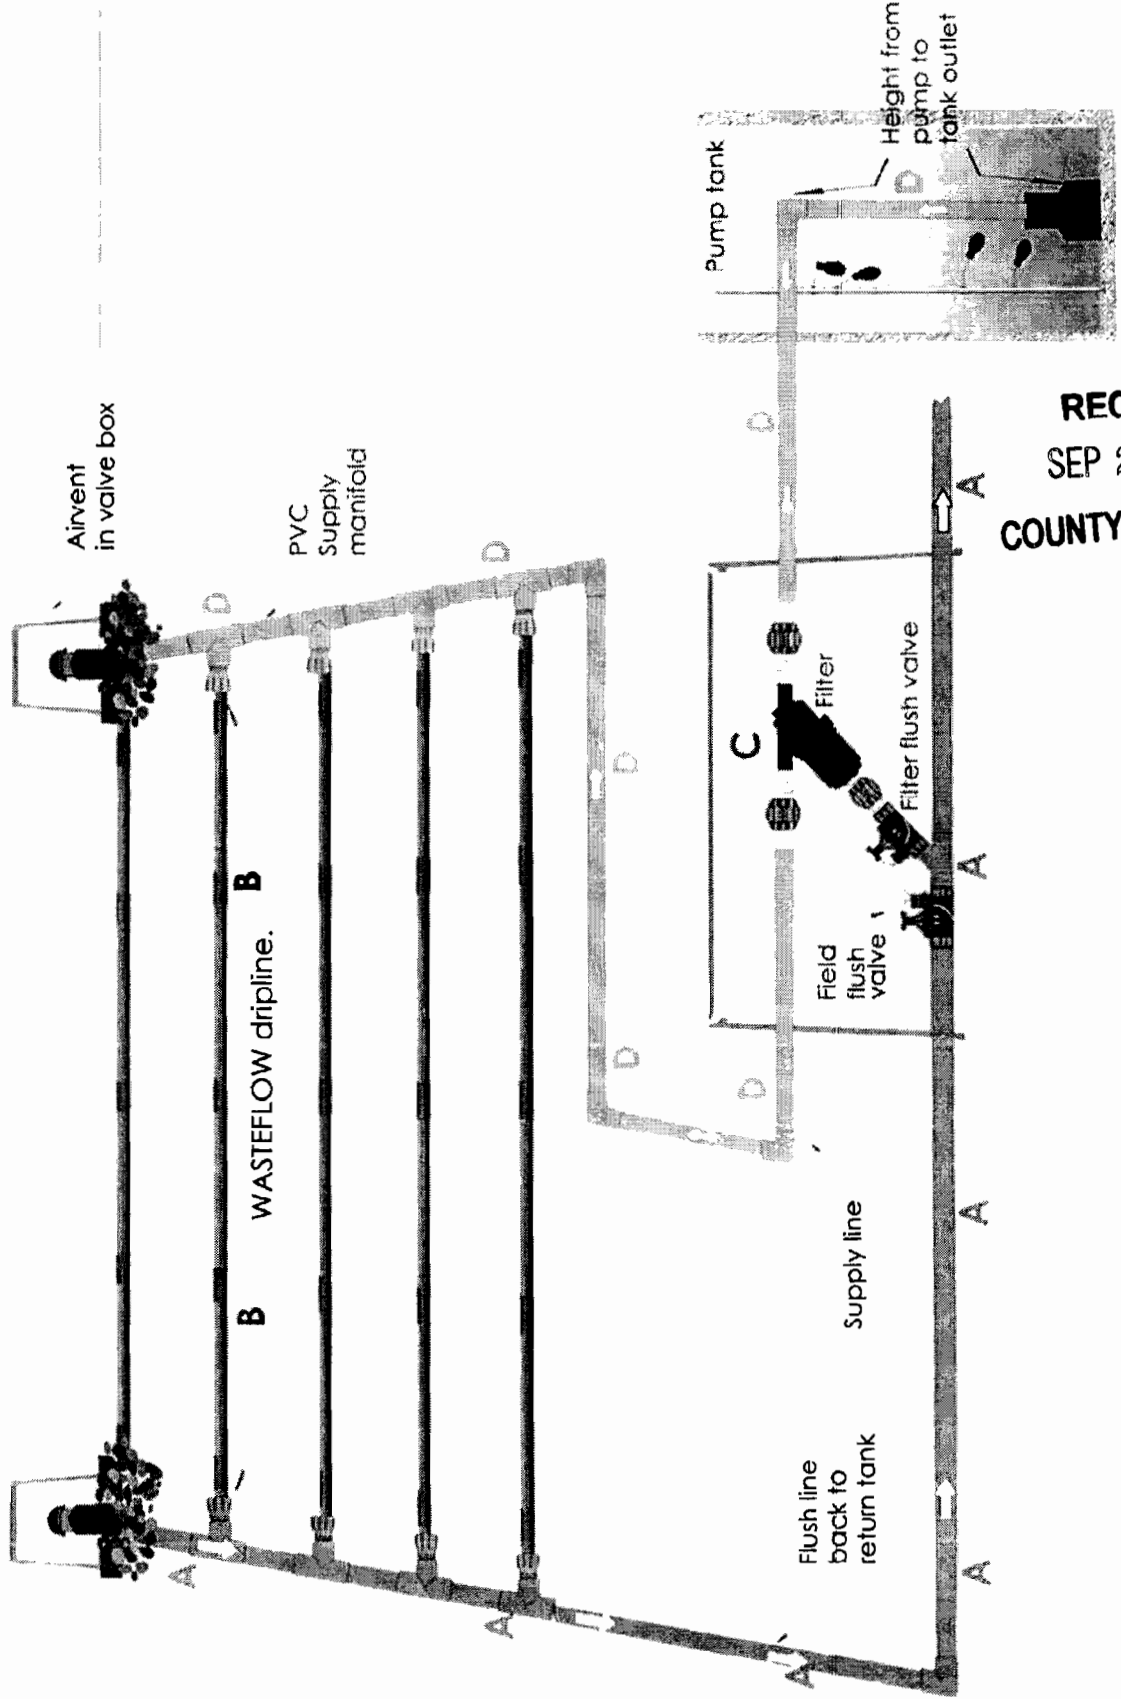 Airvent
in valve box
PVC
Supply
manifold
D
D
A
B
WASTEFLOW dripline.
B
A
D
D
D
Pump tank
D
Height from
pump to
tank outlet
D
C
Filter
Filter flush valve
Field
flush
valve
Supply line
Flush line
back to
return tank
A
A
A
A
A
REC
SEP 2
COUNTY